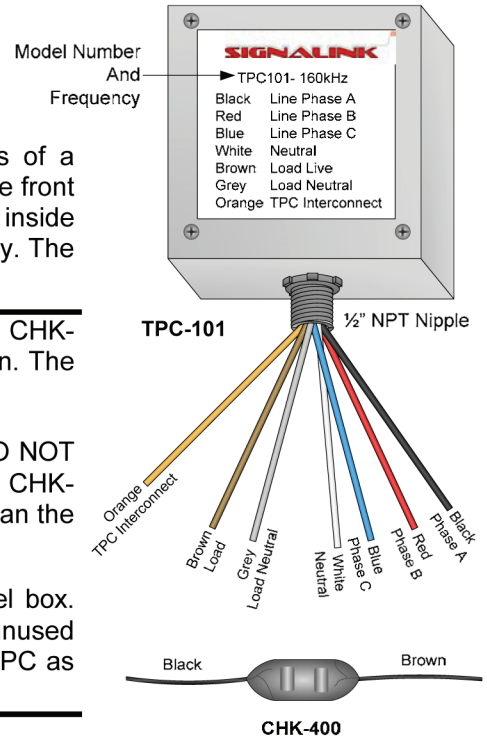 s of a
e front
inside
y. The
CHK-
n. The
O NOT
CHK-
an the
el box.
nused
PC as
Model Number
And
Frequency
SIGNALINK
TPC101- 160kHz
Black Line Phase A
Red Line Phase B
Blue Line Phase C
White Neutral
Brown Load Live
Grey Load Neutral
Orange TPC Interconnect
TPC-101
½" NPT Nipple
Orange
TPC Interconnect
Brown
Load
Grey
Load Neutral
White
Neutral
Blue
Phase C
Red
Phase B
Black
Phase A
Black
Brown
CHK-400